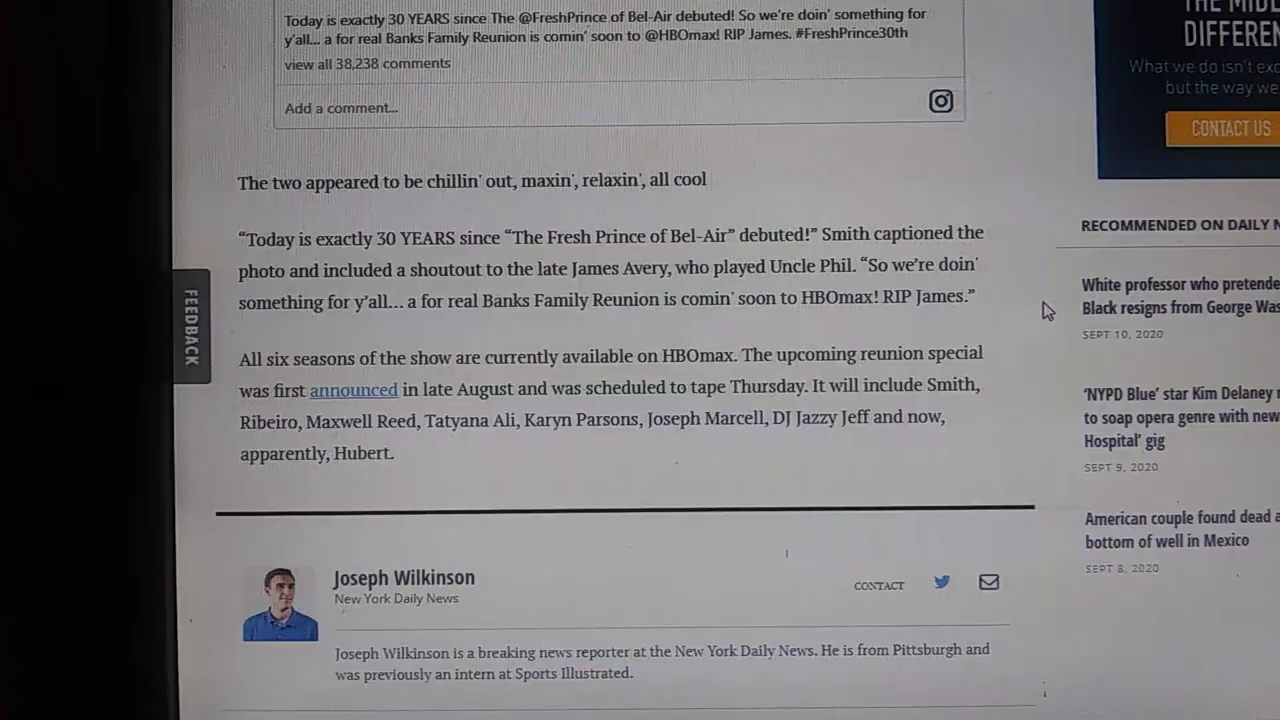 Today is exactly 30 YEARS since The @FreshPrince of Bel-Air debuted! So we're doin' something for
y'all... a for real Banks Family Reunion is comin' soon to @HBOmax! RIP James. #FreshPrince30th
view all 38,238 comments
Add a comment...
The two appeared to be chillin' out, maxin', relaxin', all cool
“Today is exactly 30 YEARS since “The Fresh Prince of Bel-Air” debuted!” Smith captioned the
photo and included a shoutout to the late James Avery, who played Uncle Phil. “So we're doin'
something for y'all... a for real Banks Family Reunion is comin' soon to HBOmax! RIP James.”
All six seasons of the show are currently available on HBOmax. The upcoming reunion special
was first announced in late August and was scheduled to tape Thursday. It will include Smith,
Ribeiro, Maxwell Reed, Tatyana Ali, Karyn Parsons, Joseph Marcell, DJ Jazzy Jeff and now,
apparently, Hubert.
FEEDBACK
Joseph Wilkinson
New York Daily News
CONTACT
Joseph Wilkinson is a breaking news reporter at the New York Daily News. He is from Pittsburgh and
was previously an intern at Sports Illustrated.
What we do isn't
but the way we
CONTACT US
RECOMMENDED ON DAILY
White professor who
Black resigns from George
SEPT 10, 2020
‘NYPD Blue’ star Kim Delaney
to soap opera genre with new
Hospital’ gig
SEPT 9, 2020
American couple found dead
bottom of well in Mexico
SEPT 8, 2020